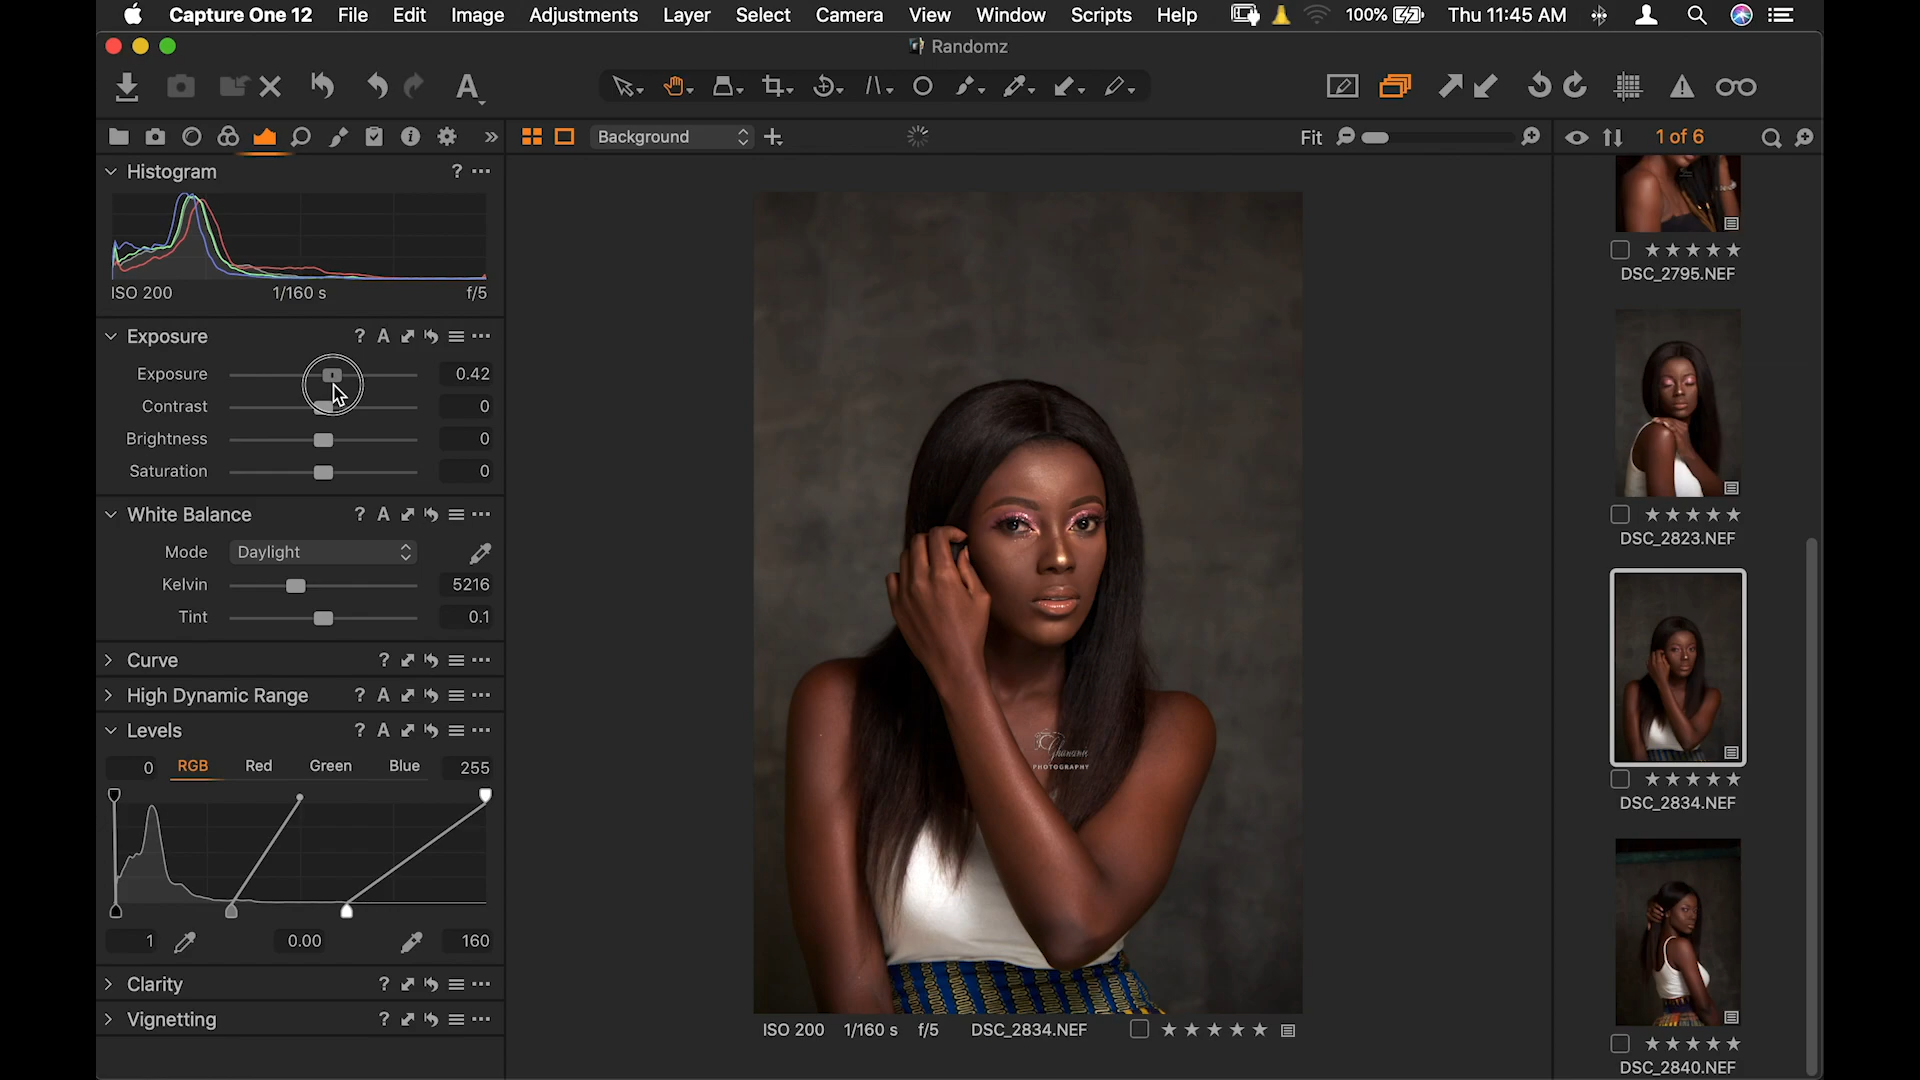 Capture One 12 File Edit Image Adjustments Layer Select Camera View Window Scripts Help 100% Thu 11:45 AM
Randomz
A
Background Fit 1 of 6
Histogram ?
ISO 200 1/160 s f/5
Exposure ? A
Exposure 0.42
Contrast 0
Brightness 0
Saturation 0
White Balance ? A
Mode Daylight
Kelvin 5216
Tint 0.1
Curve ?
High Dynamic Range ? A
Levels ? A
0 RGB Red Green Blue 255
1 0.00 160
Clarity ?
Vignetting ?
Ghanani
PHOTOGRAPHY
ISO 200 1/160 s f/5 DSC_2834.NEF
DSC_2795.NEF
DSC_2823.NEF
DSC_2834.NEF
DSC_2840.NEF